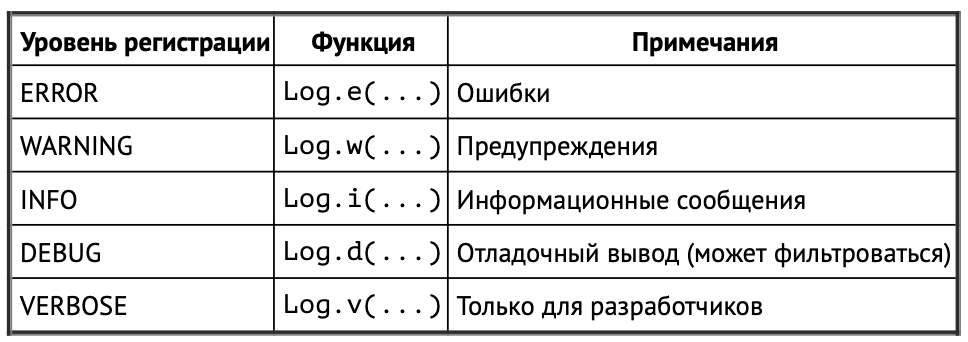 Уровень регистрации Функция Примечания
ERROR Log.e(...) Ошибки
WARNING Log.w(...) Предупреждения
INFO Log.i(...) Информационные сообщения
DEBUG Log.d(...) Отладочный вывод (может фильтроваться)
VERBOSE Log.v(...) Только для разработчиков